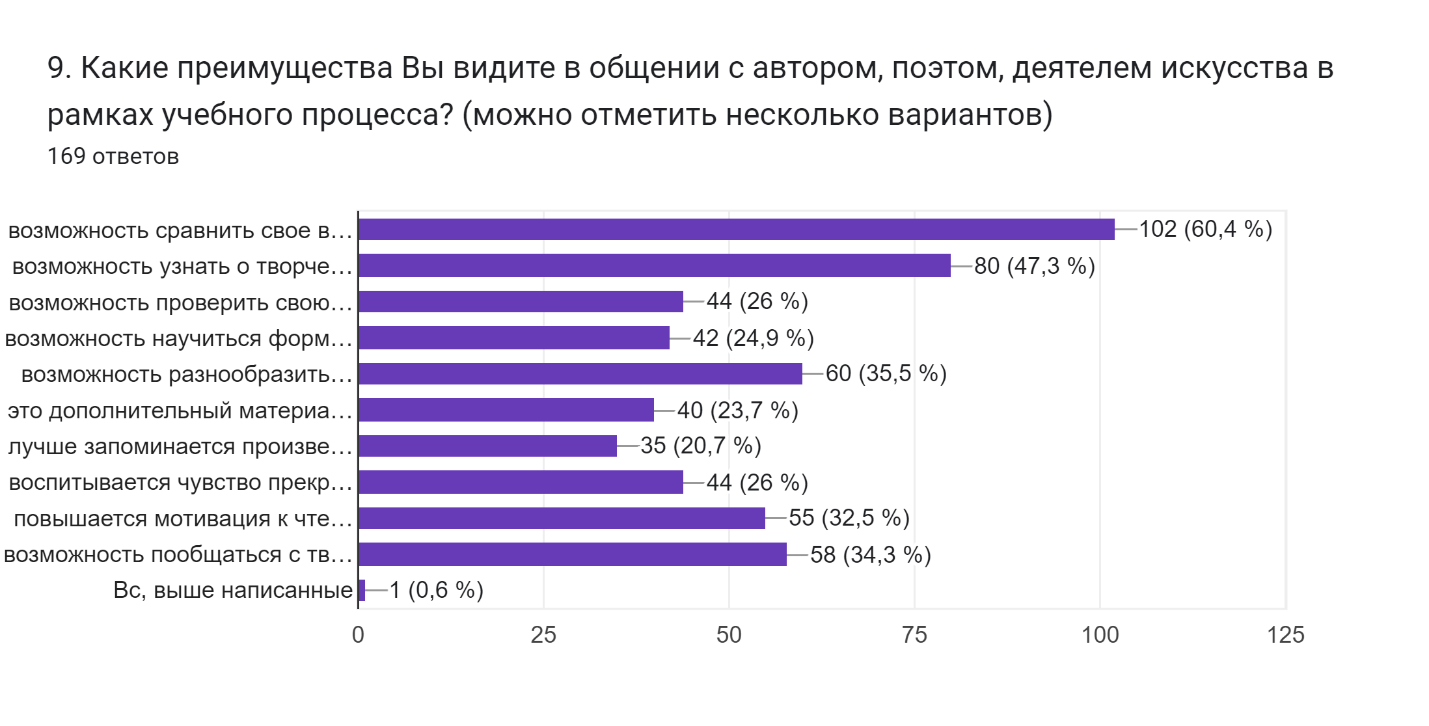 9. Какие преимущества Вы видите в общении с автором, поэтом, деятелем искусства в
рамках учебного процесса? (можно отметить несколько вариантов)
169 ответов
возможность сравнить свое в… 102 (60,4 %)
возможность узнать о творче… 80 (47,3 %)
возможность проверить свою… 44 (26 %)
возможность научиться форм… 42 (24,9 %)
возможность разнообразить… 60 (35,5 %)
это дополнительный материа… 40 (23,7 %)
лучше запоминается произве… 35 (20,7 %)
воспитывается чувство прекр… 44 (26 %)
повышается мотивация к чте… 55 (32,5 %)
возможность пообщаться с тв… 58 (34,3 %)
Вс, выше написанные 1 (0,6 %)
0 25 50 75 100 125